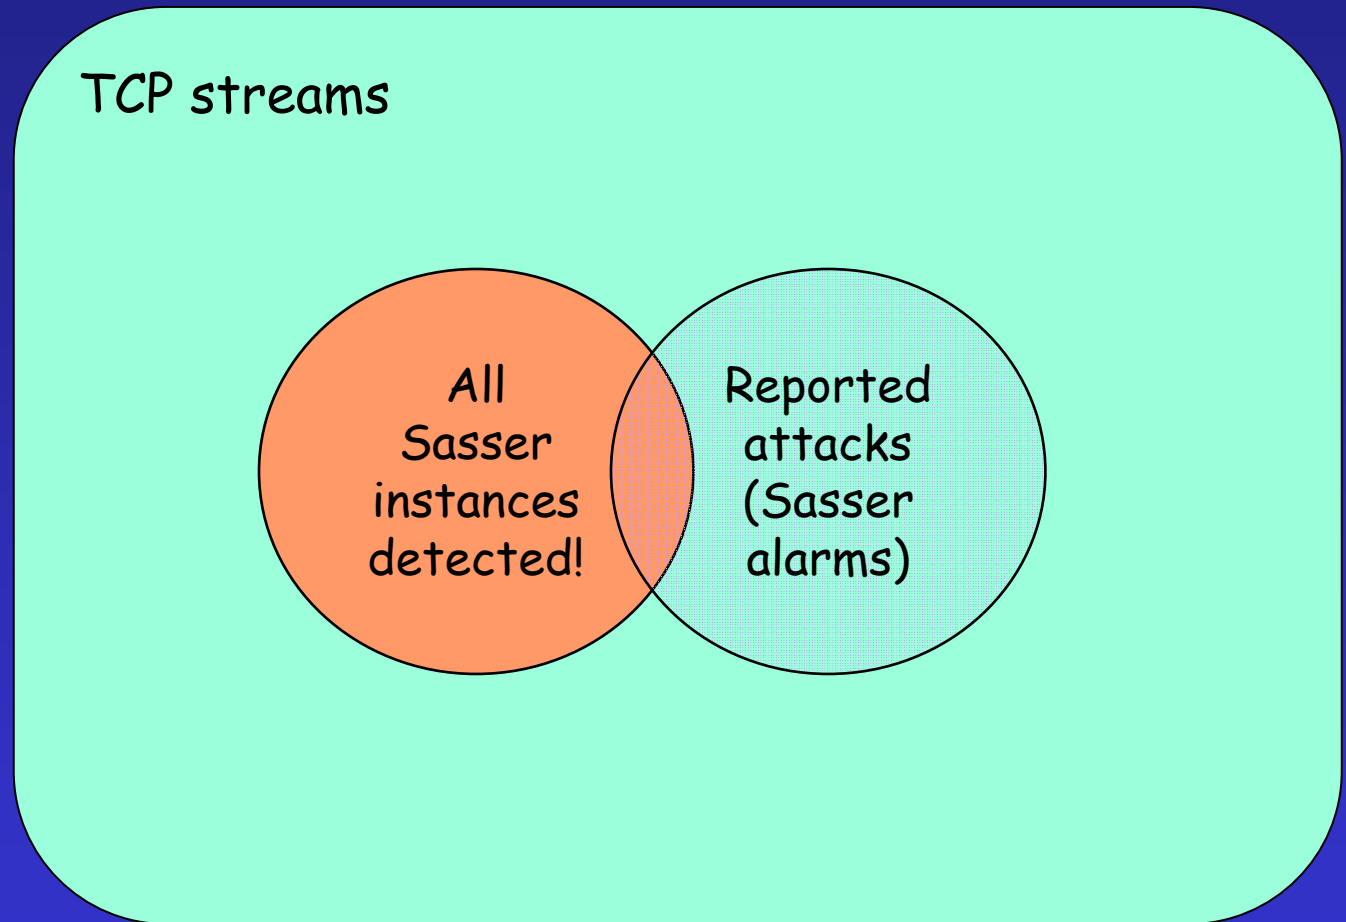 TCP streams
All
Sasser
instances
detected!
Reported
attacks
(Sasser
alarms)